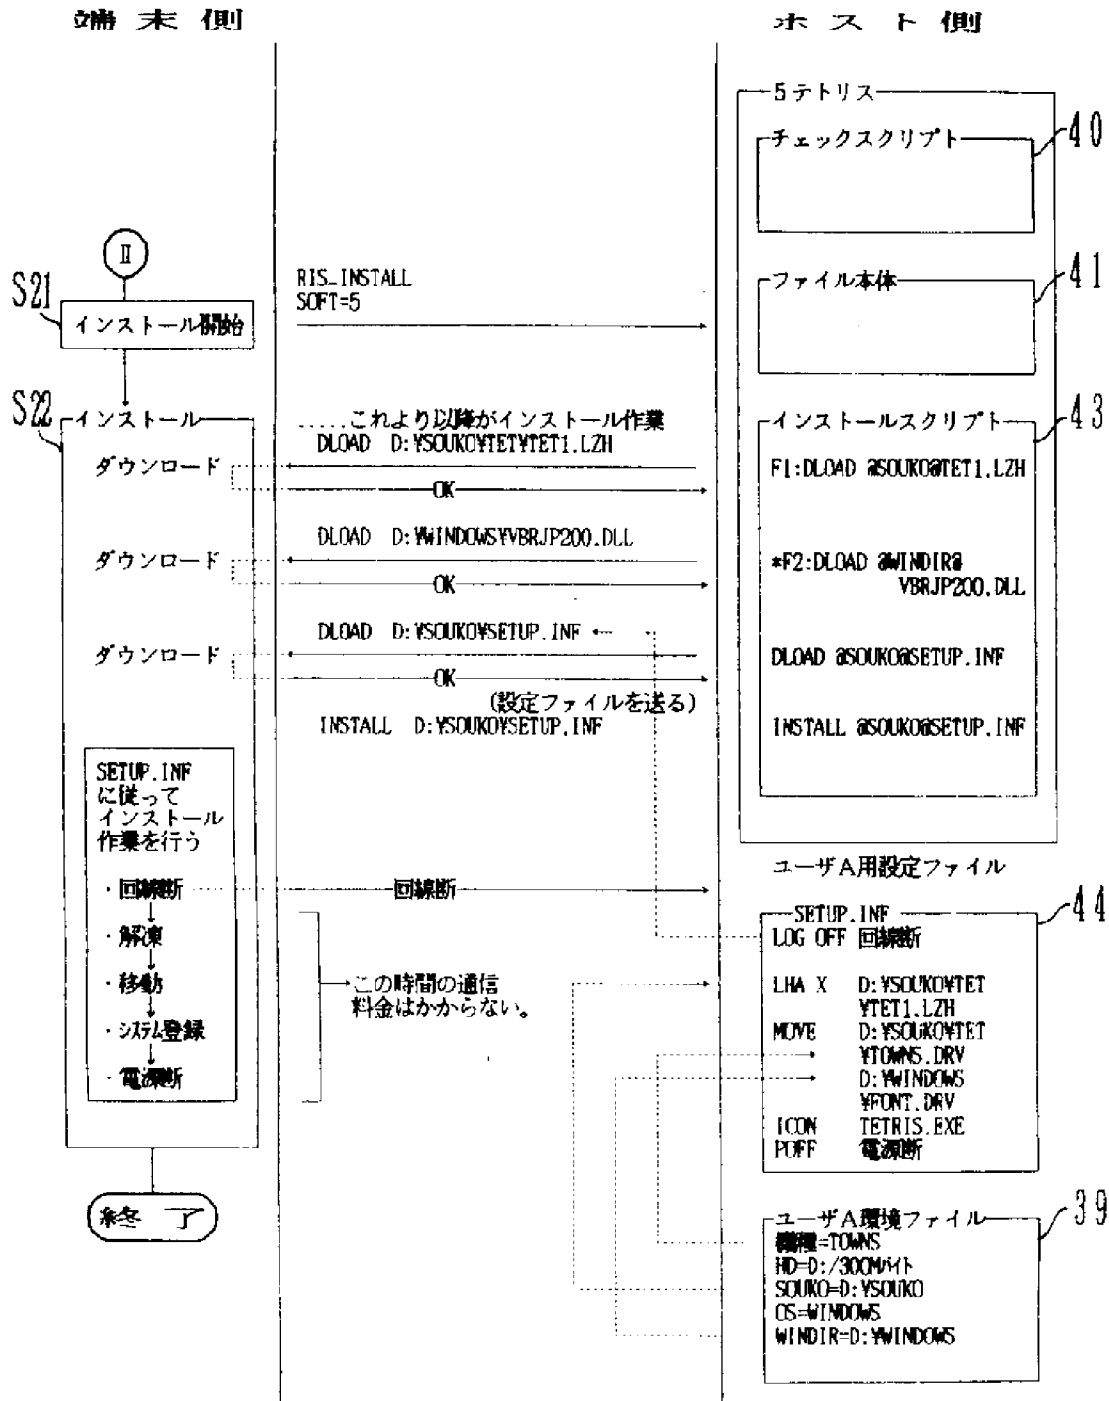 端末側
ホスト側
5テトリス
チェックスクリプト
40
ファイル本体
41
II
S21
インストール開始
RIS_INSTALL
SOFT=5
S22
インストール
.....これより以降がインストール作業
インストールスクリプト
43
DLOAD D:¥SOUKO¥TET¥TET1.LZH
ダウンロード
F1:DLOAD @SOUKO@TET1.LZH
OK
DLOAD D:¥WINDOWS¥VBRJP200.DLL
ダウンロード
*F2:DLOAD @WINDIR@
VBRJP200.DLL
OK
DLOAD D:¥SOUKO¥SETUP.INF
ダウンロード
DLOAD @SOUKO@SETUP.INF
OK
(設定ファイルを送る)
INSTALL D:¥SOUKO¥SETUP.INF
INSTALL @SOUKO@SETUP.INF
SETUP.INF
に従って
インストール
作業を行う
・回線断
回線断
・解凍
・移動
・システム登録
・電源断
この時間の通信
料金はかからない。
終了
ユーザA用設定ファイル
44
SETUP.INF
LOG OFF 回線断
LHA X D:¥SOUKO¥TET
¥TET1.LZH
MOVE D:¥SOUKO¥TET
¥TOWNS.DRV
D:¥WINDOWS
¥FONT.DRV
ICON TETRIS.EXE
POFF 電源断
ユーザA環境ファイル
39
機種=TOWNS
HD=D:/300Mバイト
SOUKO=D:¥SOUKO
OS=WINDOWS
WINDIR=D:¥WINDOWS